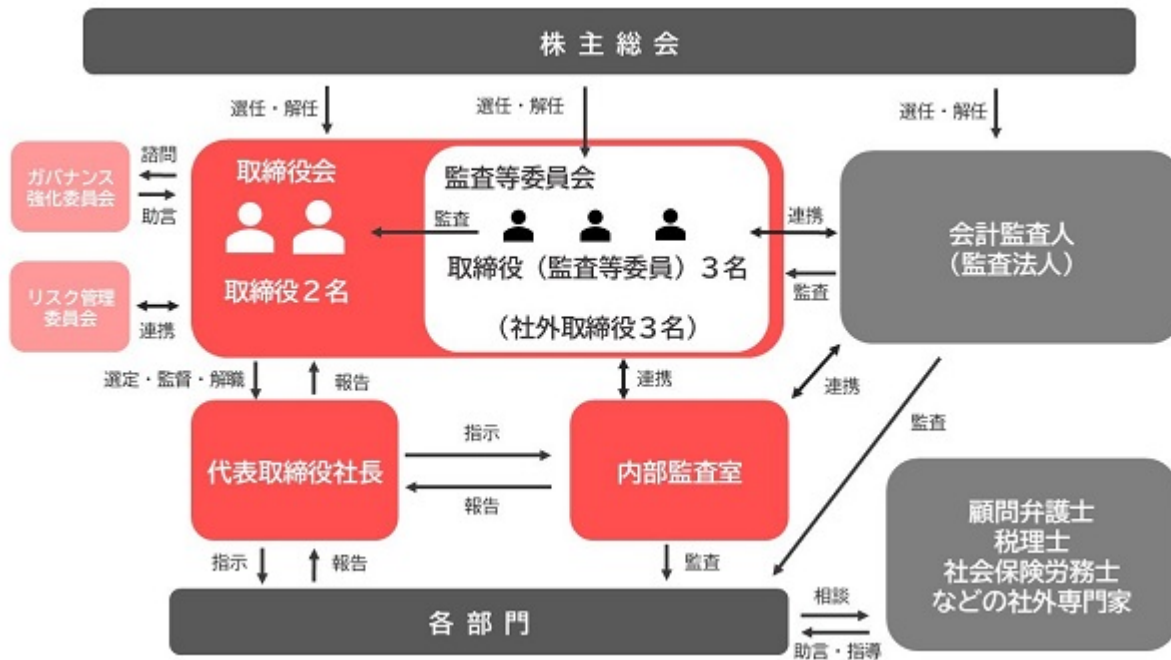 株主総会
選任・解任
選任・解任
選任・解任
ガバナンス
強化委員会
諮問
助言
取締役会
取締役２名
監査
監査等委員会
取締役（監査等委員）３名
（社外取締役３名）
連携
監査
会計監査人
（監査法人）
リスク管理
委員会
連携
選定・監督・解職
報告
連携
連携
監査
代表取締役社長
指示
報告
内部監査室
顧問弁護士
税理士
社会保険労務士
などの社外専門家
指示
報告
監査
各部門
相談
助言・指導